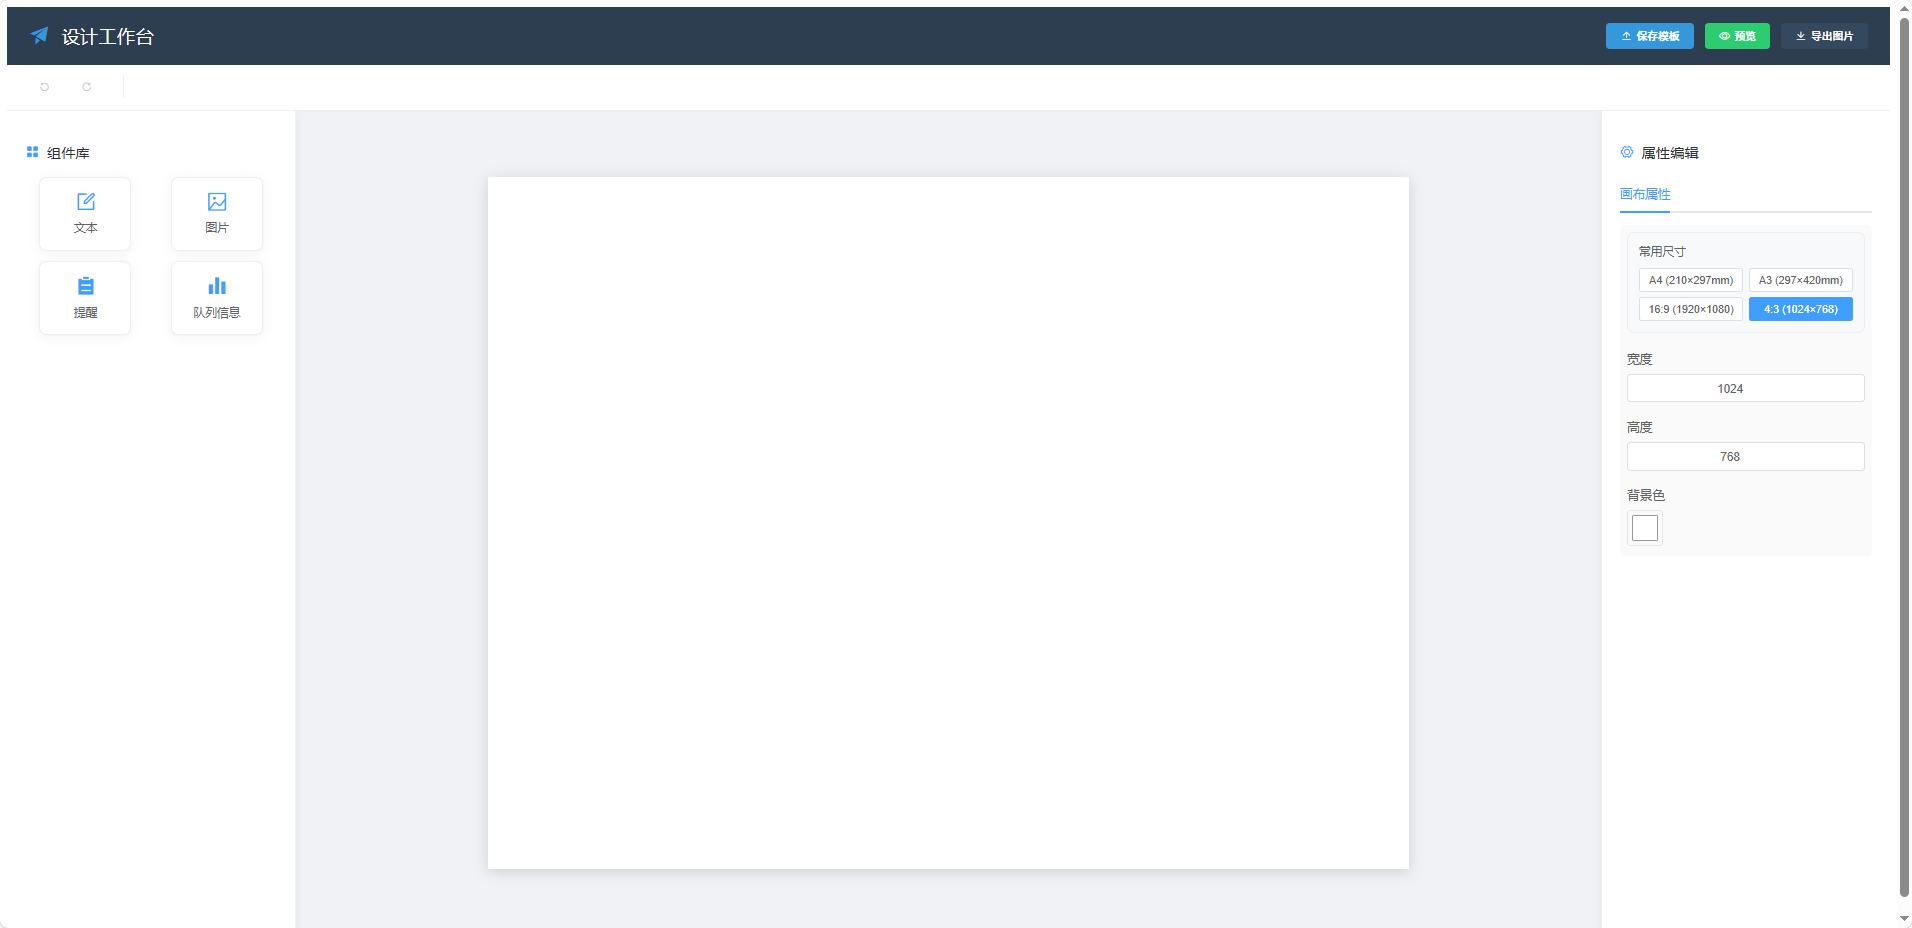 设计工作台
保存模板
预览
导出图片
组件库
文本
图片
提醒
队列信息
属性编辑
画布属性
常用尺寸
A4 (210×297mm)
A3 (297×420mm)
16:9 (1920×1080)
4:3 (1024×768)
宽度
1024
高度
768
背景色